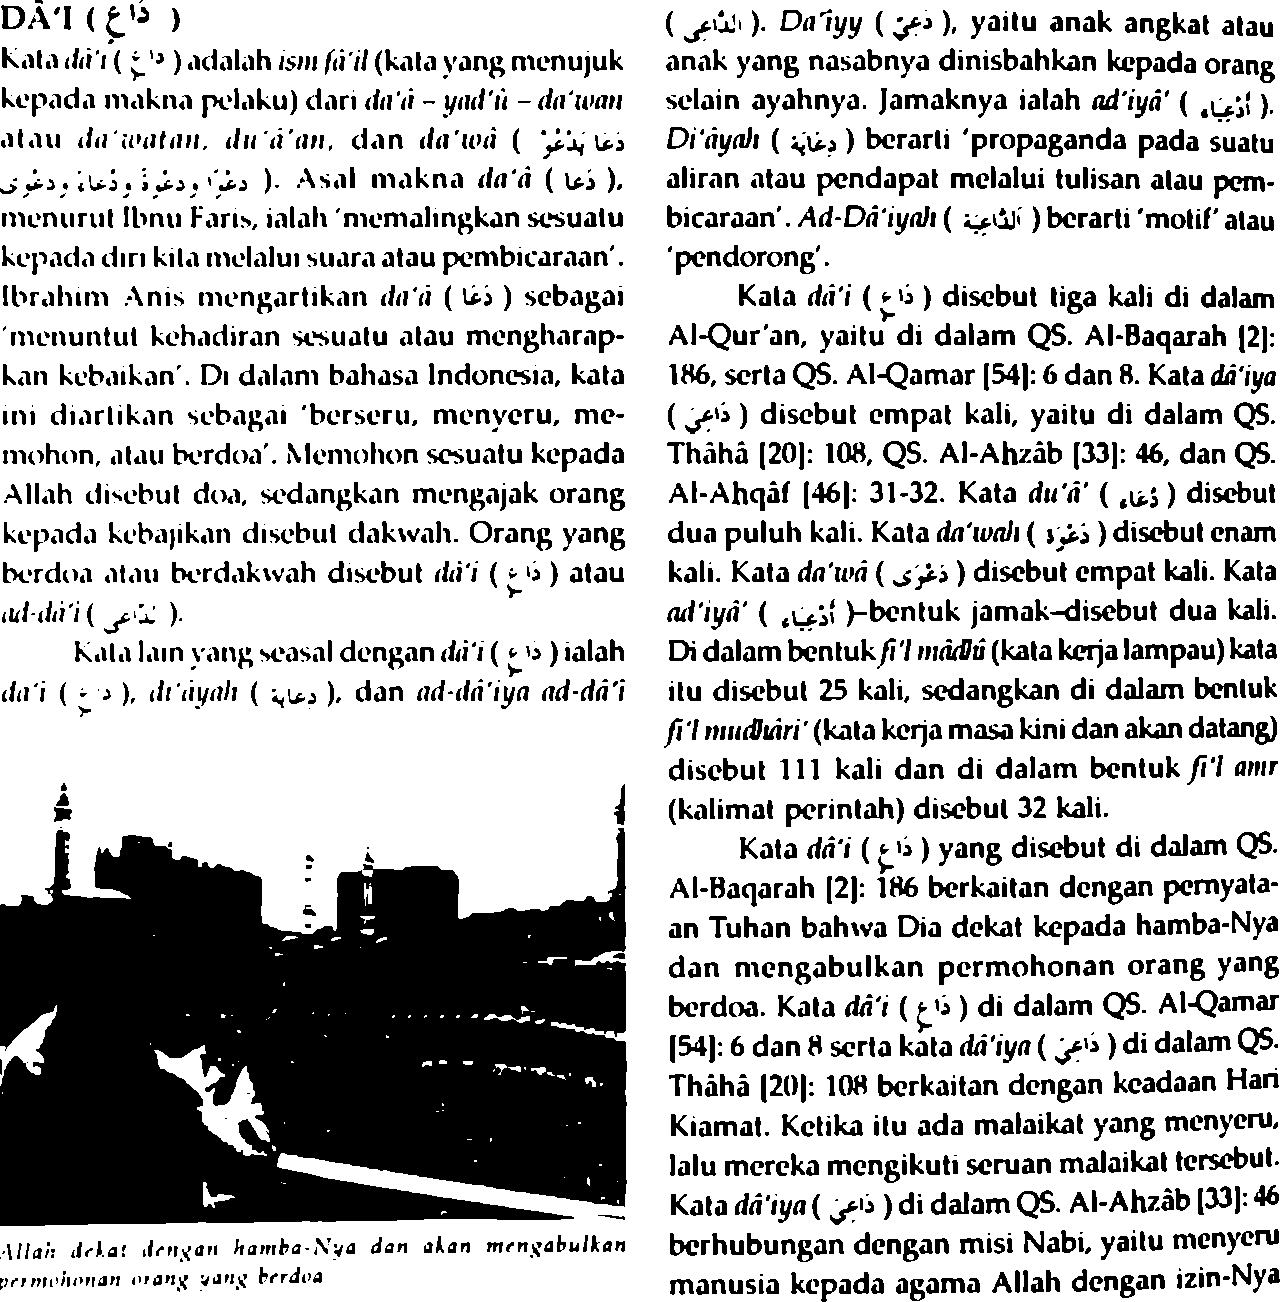 DÂ'I ( دَاعٍ )
Kata dâ'i ( دَاعٍ ) adalah ism fâ'il (kata yang menujuk
kepada makna pelaku) dari da'â – yad'û – da'wan
atau da'watan, du'â'an, dan da'wâ ( دَعَا يَدْعُوْ
دَعْوًا وَدَعْوَةً وَدُعَاءً وَدَعْوَى ). Asal makna da'â ( دَعَا ),
menurut Ibnu Faris, ialah 'memalingkan sesuatu
kepada diri kita melalui suara atau pembicaraan'.
Ibrahim Anis mengartikan da'â ( دَعَا ) sebagai
'menuntut kehadiran sesuatu atau mengharap-
kan kebaikan'. Di dalam bahasa Indonesia, kata
ini diartikan sebagai 'berseru, menyeru, me-
mohon, atau berdoa'. Memohon sesuatu kepada
Allah disebut doa, sedangkan mengajak orang
kepada kebajikan disebut dakwah. Orang yang
berdoa atau berdakwah disebut dâ'i ( دَاعٍ ) atau
ad-dâ'i ( الدَّاعِي ).
Kata lain yang seasal dengan dâ'i ( دَاعٍ ) ialah
da'i ( دَعٍ ), di'âyah ( دِعَايَة ), dan ad-dâ'iya ad-dâ'î
Allah dekat dengan hamba-Nya dan akan mengabulkan
permohonan orang yang berdoa
( الدَّاعِي ). Da'iyy ( دَعِيّ ), yaitu anak angkat atau
anak yang nasabnya dinisbahkan kepada orang
selain ayahnya. Jamaknya ialah ad'iyâ' ( أَدْعِيَاء ).
Di'âyah ( دِعَايَة ) berarti 'propaganda pada suatu
aliran atau pendapat melalui tulisan atau pem-
bicaraan'. Ad-Dâ'iyah ( الدَّاعِيَة ) berarti 'motif' atau
'pendorong'.
Kata dâ'i ( دَاعٍ ) disebut tiga kali di dalam
Al-Qur'an, yaitu di dalam QS. Al-Baqarah [2]:
186, serta QS. Al-Qamar [54]: 6 dan 8. Kata dâ'iya
( دَاعِيَ ) disebut empat kali, yaitu di dalam QS.
Thâhâ [20]: 108, QS. Al-Ahzâb [33]: 46, dan QS.
Al-Ahqâf [46]: 31-32. Kata du'â' ( دُعَاء ) disebut
dua puluh kali. Kata da'wah ( دَعْوَة ) disebut enam
kali. Kata da'wâ ( دَعْوَى ) disebut empat kali. Kata
ad'iyâ' ( أَدْعِيَاء )–bentuk jamak–disebut dua kali.
Di dalam bentuk fi'l mâdhî (kata kerja lampau) kata
itu disebut 25 kali, sedangkan di dalam bentuk
fi'l mudhâri' (kata kerja masa kini dan akan datang)
disebut 111 kali dan di dalam bentuk fi'l amr
(kalimat perintah) disebut 32 kali.
Kata dâ'i ( دَاعٍ ) yang disebut di dalam QS.
Al-Baqarah [2]: 186 berkaitan dengan pernyata-
an Tuhan bahwa Dia dekat kepada hamba-Nya
dan mengabulkan permohonan orang yang
berdoa. Kata dâ'i ( دَاعٍ ) di dalam QS. Al-Qamar
[54]: 6 dan 8 serta kata dâ'iya ( دَاعِيَ ) di dalam QS.
Thâhâ [20]: 108 berkaitan dengan keadaan Hari
Kiamat. Ketika itu ada malaikat yang menyeru,
lalu mereka mengikuti seruan malaikat tersebut.
Kata dâ'iya ( دَاعِيَ ) di dalam QS. Al-Ahzâb [33]: 46
berhubungan dengan misi Nabi, yaitu menyeru
manusia kepada agama Allah dengan izin-Nya